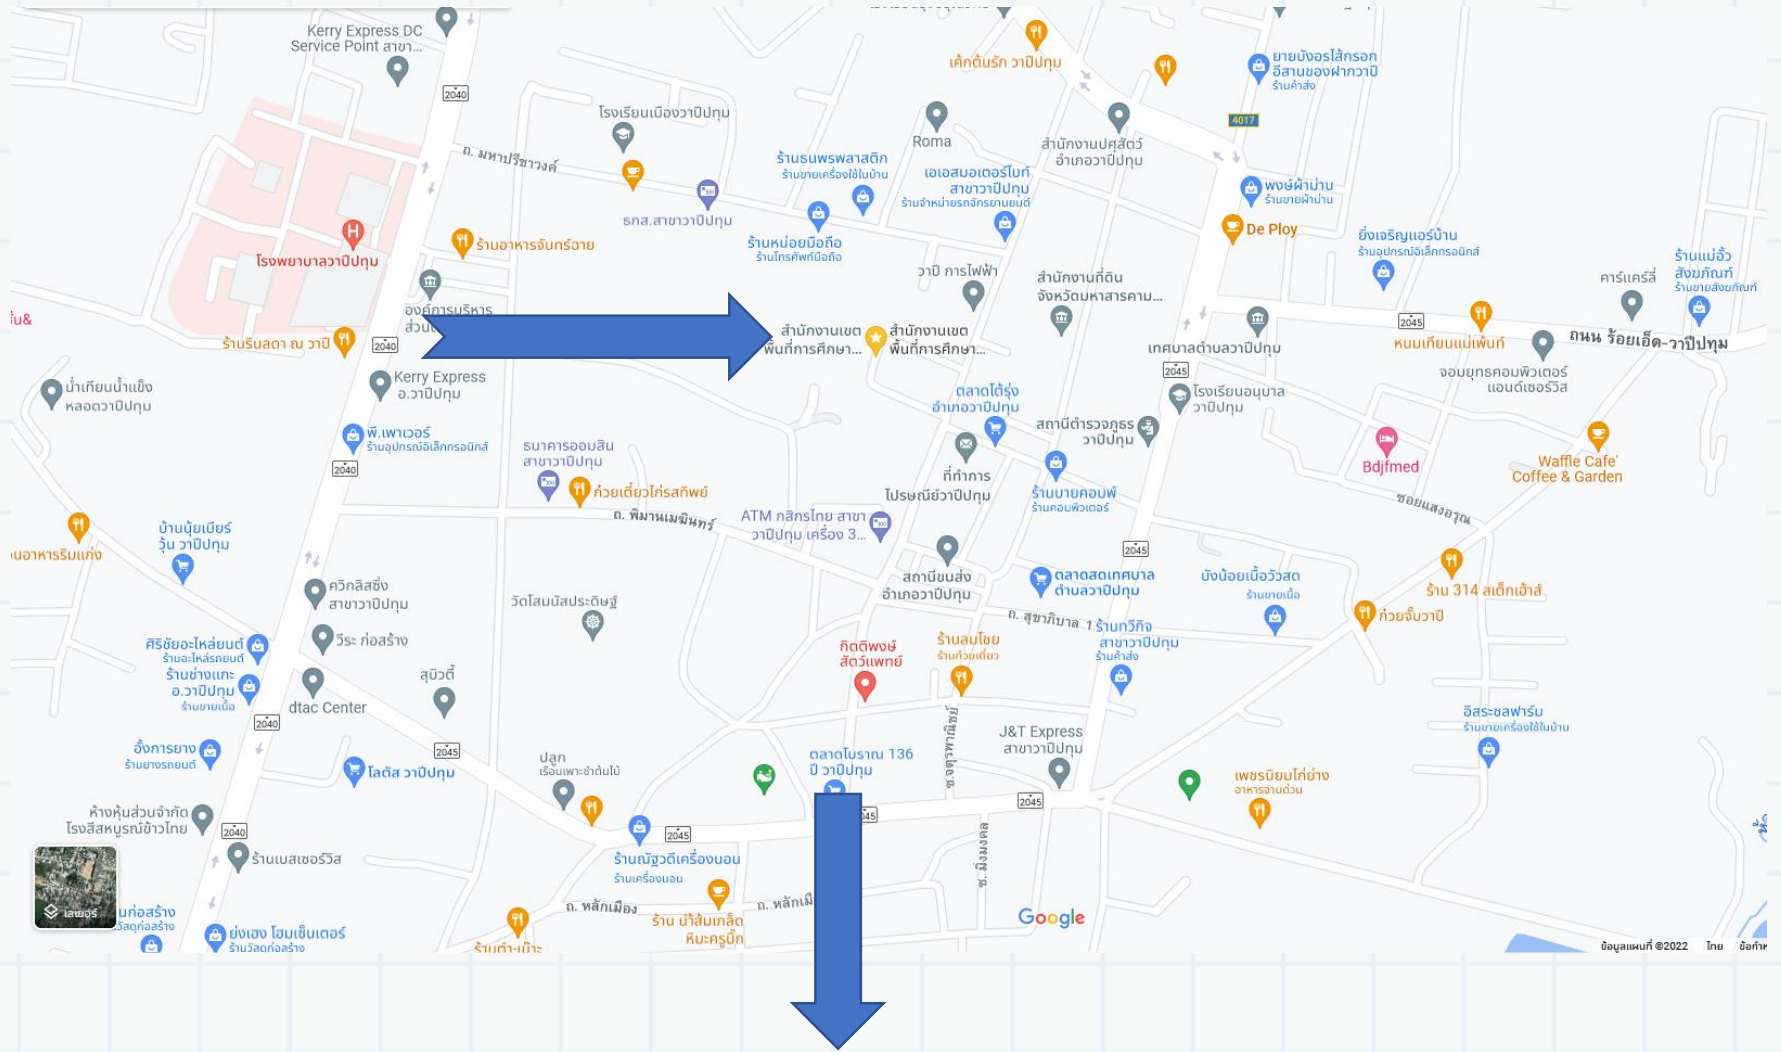 Kerry Express DC
Service Point สาขา...
2040
เค้กต้นรัก วาปีปทุม
ยายบังอรไส้กรอก
อีสานของฝากวาปี
ร้านค้าส่ง
4017
โรงเรียนเมืองวาปีปทุม
Roma
สำนักงานปศุสัตว์
อำเภอวาปีปทุม
ถ. มหาปรีชาวงค์
ร้านธนพรพลาสติก
ร้านขายเครื่องใช้ในบ้าน
เอเอสมอเตอร์ไบท์
สาขาวาปีปทุม
ร้านจำหน่ายรถจักรยานยนต์
พงษ์ผ้าม่าน
ร้านขายผ้าม่าน
ธกส.สาขาวาปีปทุม
De Ploy
ร้านหน่อยมือถือ
ร้านโทรศัพท์มือถือ
ยิ่งเจริญแอร์บ้าน
ร้านอุปกรณ์อิเล็กทรอนิกส์
ร้านอาหารจันทร์ฉาย
โรงพยาบาลวาปีปทุม
ร้านแม่อั๋ว
สังฆภัณฑ์
ร้านขายสังฆภัณฑ์
คาร์แคร์ลี่
วาปี การไฟฟ้า
สำนักงานที่ดิน
จังหวัดมหาสารคาม...
องค์การบริหาร
2045
สำนักงานเขต
พื้นที่การศึกษา...
สำนักงานเขต
พื้นที่การศึกษา...
ร้านริมลดา ณ วาปี
2040
เทศบาลตำบลวาปีปทุม
หนมเทียนแม่เพ้นท์
ถนน ร้อยเอ็ด-วาปีปทุม
2045
จอมยุทธคอมพิวเตอร์
แอนด์เซอร์วิส
น่ำเทียนน้ำแข็ง
หลอดวาปีปทุม
Kerry Express
อ.วาปีปทุม
ตลาดโต้รุ่ง
อำเภอวาปีปทุม
โรงเรียนอนุบาล
วาปีปทุม
สถานีตำรวจภูธร
วาปีปทุม
พี.เพาเวอร์
ร้านอุปกรณ์อิเล็กทรอนิกส์
ธนาคารออมสิน
สาขาวาปีปทุม
2040
Bdjfmed
Waffle Cafe'
Coffee & Garden
ที่ทำการ
ไปรษณีย์วาปีปทุม
ก๋วยเตี๋ยวไก่รสทิพย์
ร้านบายคอมพ์
ร้านคอมพิวเตอร์
ซอยแสงอรุณ
ถ. พิมานเมฆินทร์
ATM กสิกรไทย สาขา
วาปีปทุม เครื่อง 3...
บ้านนุ้ยเบียร์
วุ้น วาปีปทุม
2045
สถานีขนส่ง
อำเภอวาปีปทุม
ตลาดสดเทศบาล
ตำบลวาปีปทุม
บังน้อยเนื้อวัวสด
ร้านขายเนื้อ
ร้าน 314 สเต็กเฮ้าส์
ควิกลิสซิ่ง
สาขาวาปีปทุม
วัดโสมนัสประดิษฐ์
ก๋วยจั๊บวาปี
ถ. สุขาภิบาล 1
ร้านทวีกิจ
สาขาวาปีปทุม
ร้านค้าส่ง
วีระ ก่อสร้าง
ศิริชัยอะไหล่ยนต์
ร้านอะไหล่รถยนต์
กิตติพงษ์
สัตว์แพทย์
ร้านลมโชย
ร้านก๋วยเตี๋ยว
ร้านช่างแกะ
อ.วาปีปทุม
ร้านขายเนื้อ
สุบิวตี้
dtac Center
2040
อิสระชลฟาร์ม
ร้านขายเครื่องใช้ในบ้าน
ซ.จตุรพาณิชย์
J&T Express
สาขาวาปีปทุม
อั้งการยาง
ร้านยางรถยนต์
2045
โลตัส วาปีปทุม
ปลูก
เรือนเพาะชำต้นไม้
ตลาดโบราณ 136
ปี วาปีปทุม
เพชรนิยมไก่ย่าง
อาหารจานด่วน
2045
ห้างหุ้นส่วนจำกัด
โรงสีสหบูรณ์ข้าวไทย
2040
2045
ร้านเบสเซอร์วิส
ร้านณัฐวดีเครื่องนอน
ร้านเครื่องนอน
ซ. มิ่งมงคล
ถ. หลักเมือง
ร้าน น้ำส้มเกล็ด
หิมะครูบิ๊ก
Google
เลเยอร์
ยิ่งเฮง โฮมเซ็นเตอร์
ร้านวัสดุก่อสร้าง
ร้านตำ-เบ๊าะ
ข้อมูลแผนที่ ©2022
ไทย